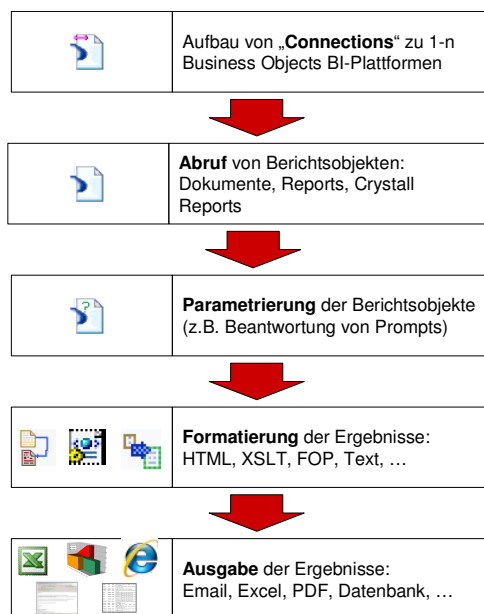 Aufbau von „Connections“ zu 1-n
Business Objects BI-Plattformen
Abruf von Berichtsobjekten:
Dokumente, Reports, Crystall
Reports
Parametrierung der Berichtsobjekte
(z.B. Beantwortung von Prompts)
Formatierung der Ergebnisse:
HTML, XSLT, FOP, Text, …
Ausgabe der Ergebnisse:
Email, Excel, PDF, Datenbank, …